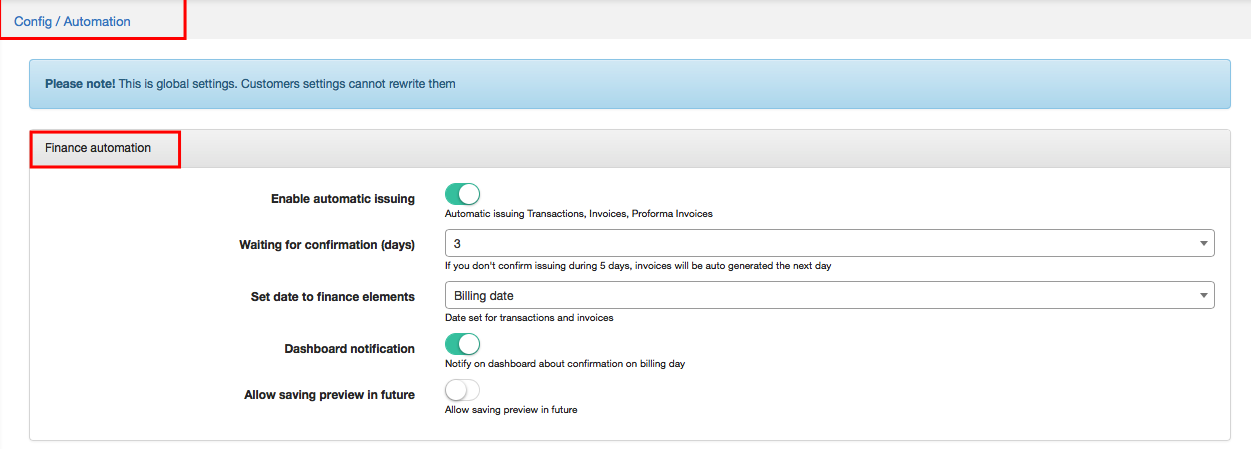 Config / Automation
Please note! This is global settings. Customers settings cannot rewrite them
Finance automation
Enable automatic issuing
Automatic issuing Transactions, Invoices, Proforma Invoices
Waiting for confirmation (days)
3
If you don't confirm issuing during 5 days, invoices will be auto generated the next day
Set date to finance elements
Billing date
Date set for transactions and invoices
Dashboard notification
Notify on dashboard about confirmation on billing day
Allow saving preview in future
Allow saving preview in future